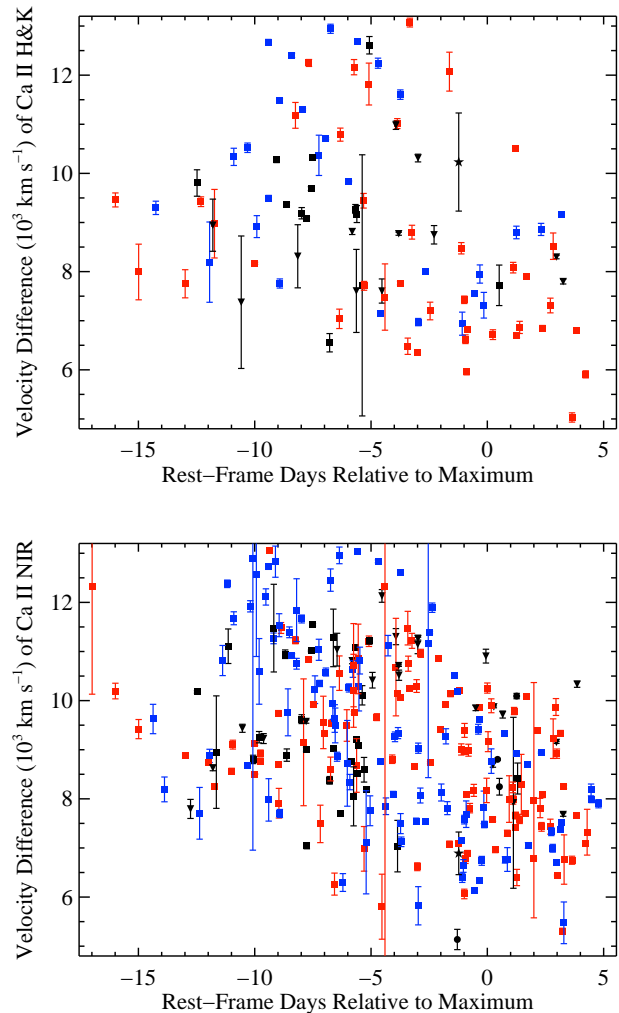 Velocity Difference (10³ km s⁻¹) of Ca II H&K
12
10
8
6
−15 −10 −5 0 5
Rest−Frame Days Relative to Maximum
Velocity Difference (10³ km s⁻¹) of Ca II NIR
12
10
8
6
−15 −10 −5 0 5
Rest−Frame Days Relative to Maximum